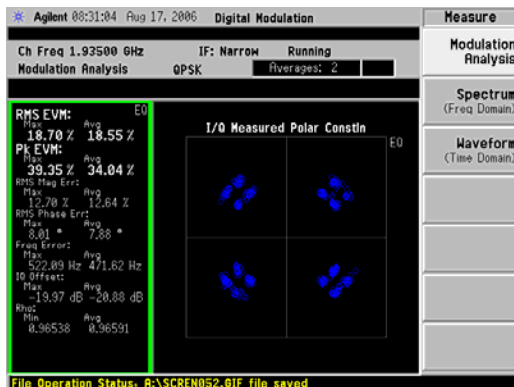 Agilent 08:31:04 Aug 17, 2006 Digital Modulation
Measure
Ch Freq 1.93500 GHz IF: Narrow Running
Modulation Analysis QPSK Averages: 2
Modulation
Analysis
Spectrum
(Freq Domain)
Waveform
(Time Domain)
EQ
RMS EVM:
Max Avg
18.70 % 18.55 %
Pk EVM:
Max Avg
39.35 % 34.04 %
RMS Mag Err:
Max Avg
12.70 % 12.64 %
RMS Phase Err:
Max Avg
8.01 ° 7.88 °
Freq Error:
Max Avg
522.09 Hz 471.62 Hz
IQ Offset:
Max Avg
-19.97 dB -20.88 dB
Rho:
Min Avg
0.96538 0.96591
I/Q Measured Polar Constln
EQ
File Operation Status, A:\SCREN052.GIF file saved